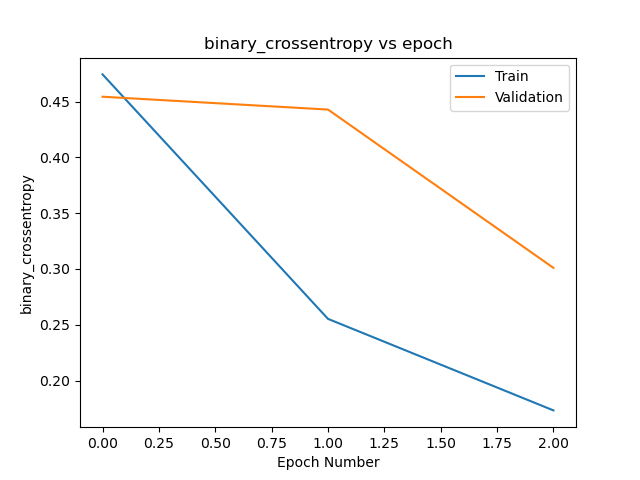 binary_crossentropy vs epoch
Train
Validation
binary_crossentropy
0.45
0.40
0.35
0.30
0.25
0.20
0.00 0.25 0.50 0.75 1.00 1.25 1.50 1.75 2.00
Epoch Number